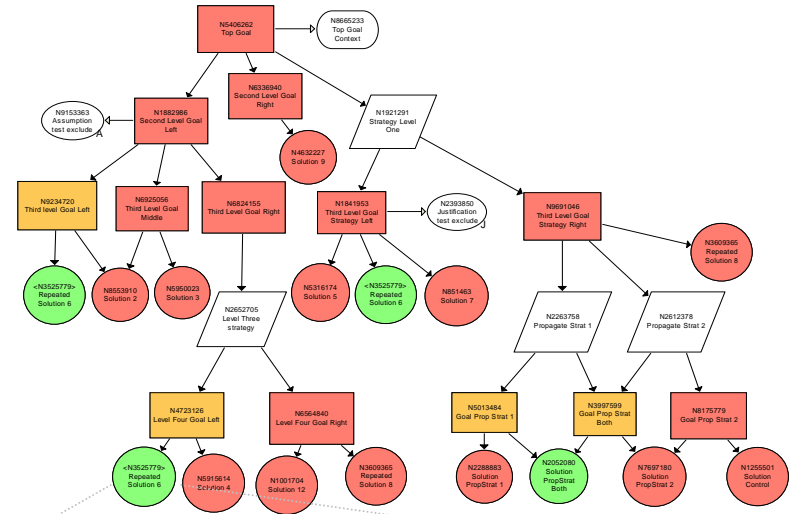 N5406262
Top Goal
N8665233
Top Goal
Context
N6336940
Second Level Goal
Right
N9153363
Assumption
test exclude
A
N1882986
Second Level Goal
Left
N1921291
Strategy Level
One
N4632227
Solution 9
N9234720
Third level Goal Left
N6925056
Third Level Goal
Middle
N6824155
Third Level Goal Right
N1841953
Third Level Goal
Strategy Left
N2393850
Justification
test exclude
J
N9691046
Third Level Goal
Strategy Right
N3609365
Repeated
Solution 8
<N3525779>
Repeated
Solution 6
N8553910
Solution 2
N5950023
Solution 3
N5316174
Solution 5
<N3525779>
Repeated
Solution 6
N851463
Solution 7
N2652705
Level Three
strategy
N2263758
Propagate Strat 1
N2612378
Propagate Strat 2
N4723126
Level Four Goal Left
N6564840
Level Four Goal Right
N5013484
Goal Prop Strat 1
N3997599
Goal Prop Strat
Both
N8175779
Goal Prop Strat 2
<N3525779>
Repeated
Solution 6
N5915614
Solution 4
N1001704
Solution 12
N3609365
Repeated
Solution 8
N2288883
Solution
PropStrat 1
N2052080
Solution
PropStrat
Both
N7697180
Solution
PropStrat 2
N1255501
Solution
Control